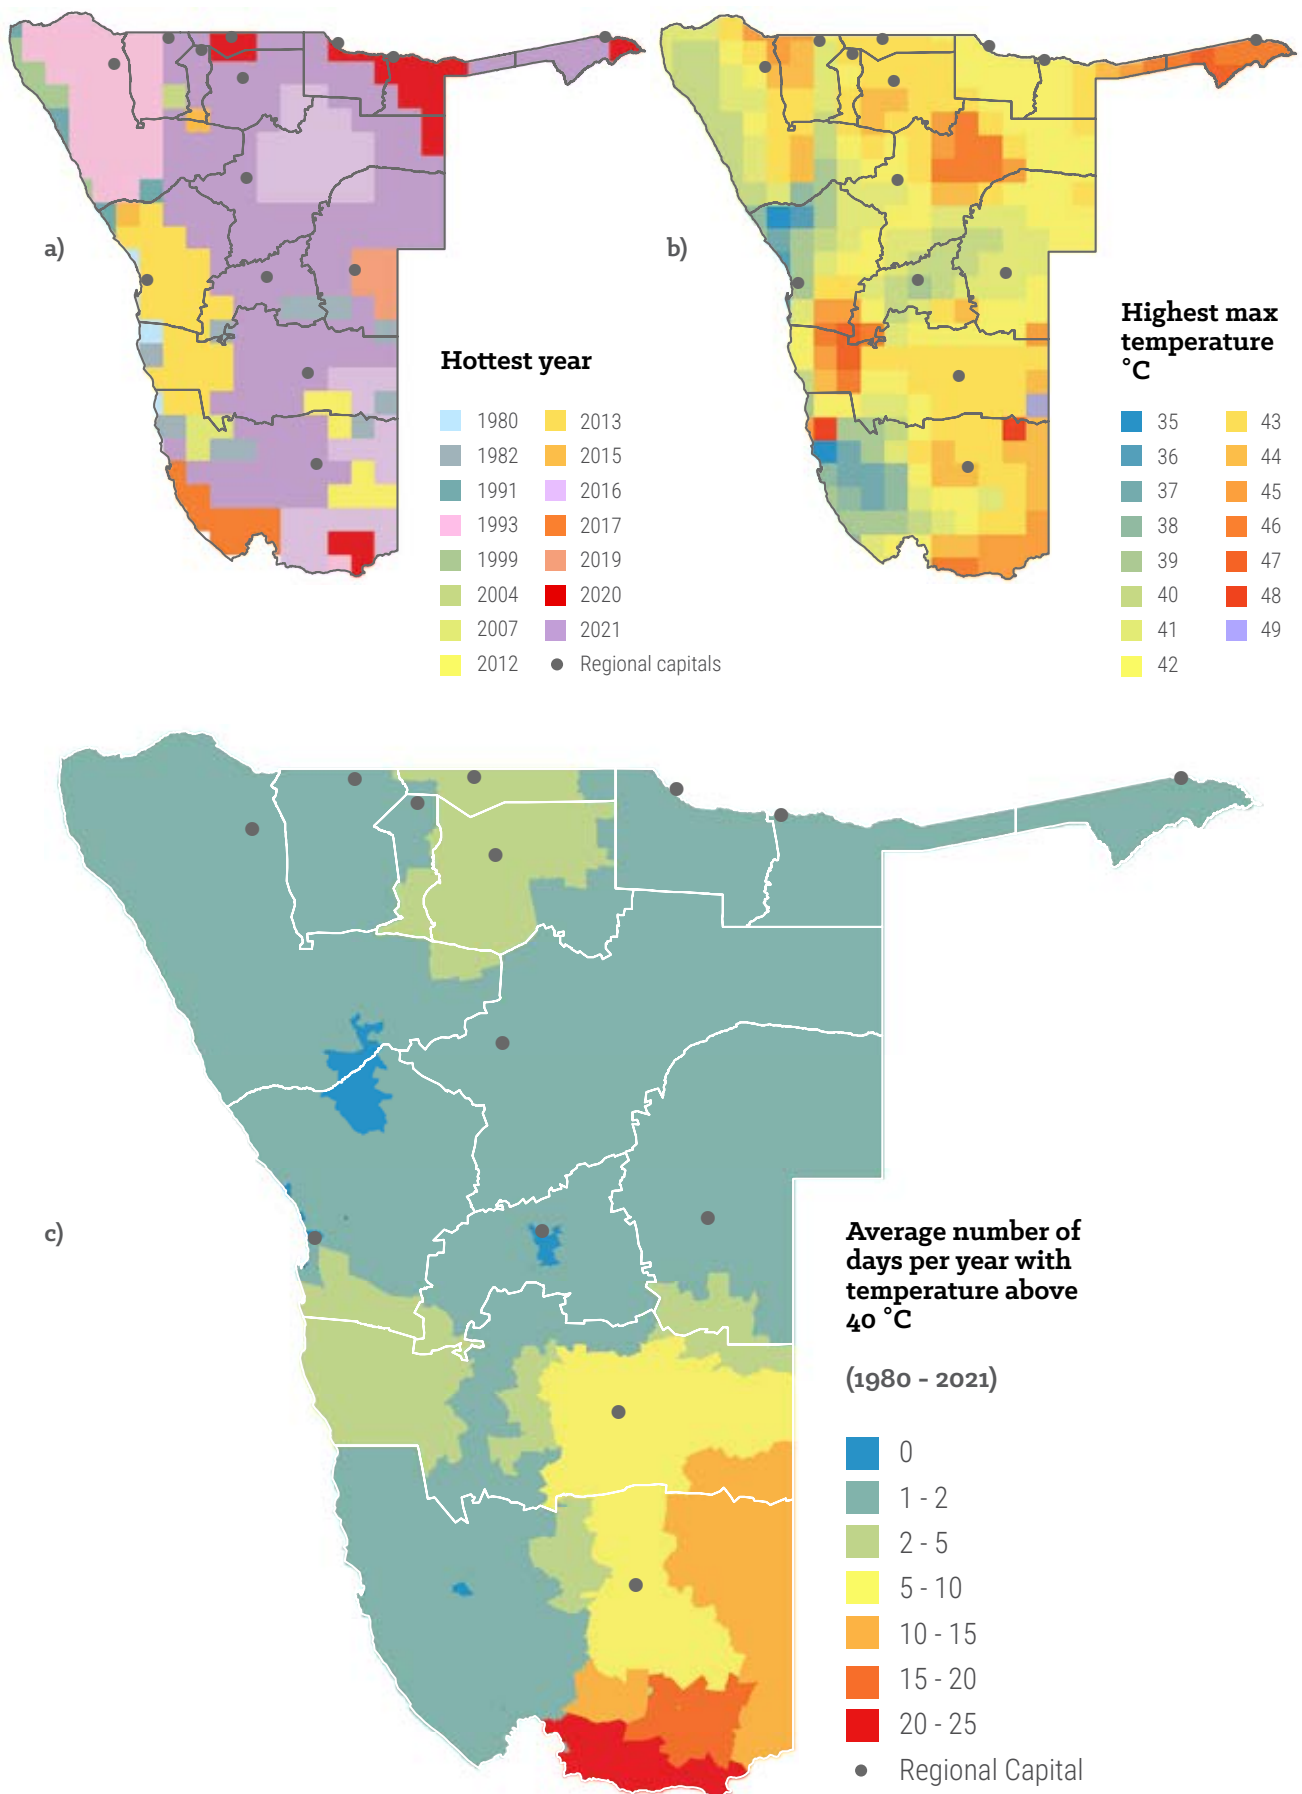 a)
Hottest year
1980
1982
1991
1993
1999
2004
2007
2012
2013
2015
2016
2017
2019
2020
2021
Regional capitals
b)
Highest max
temperature
°C
35
36
37
38
39
40
41
42
43
44
45
46
47
48
49
c)
Average number of
days per year with
temperature above
40 °C
(1980 - 2021)
0
1 - 2
2 - 5
5 - 10
10 - 15
15 - 20
20 - 25
Regional Capital